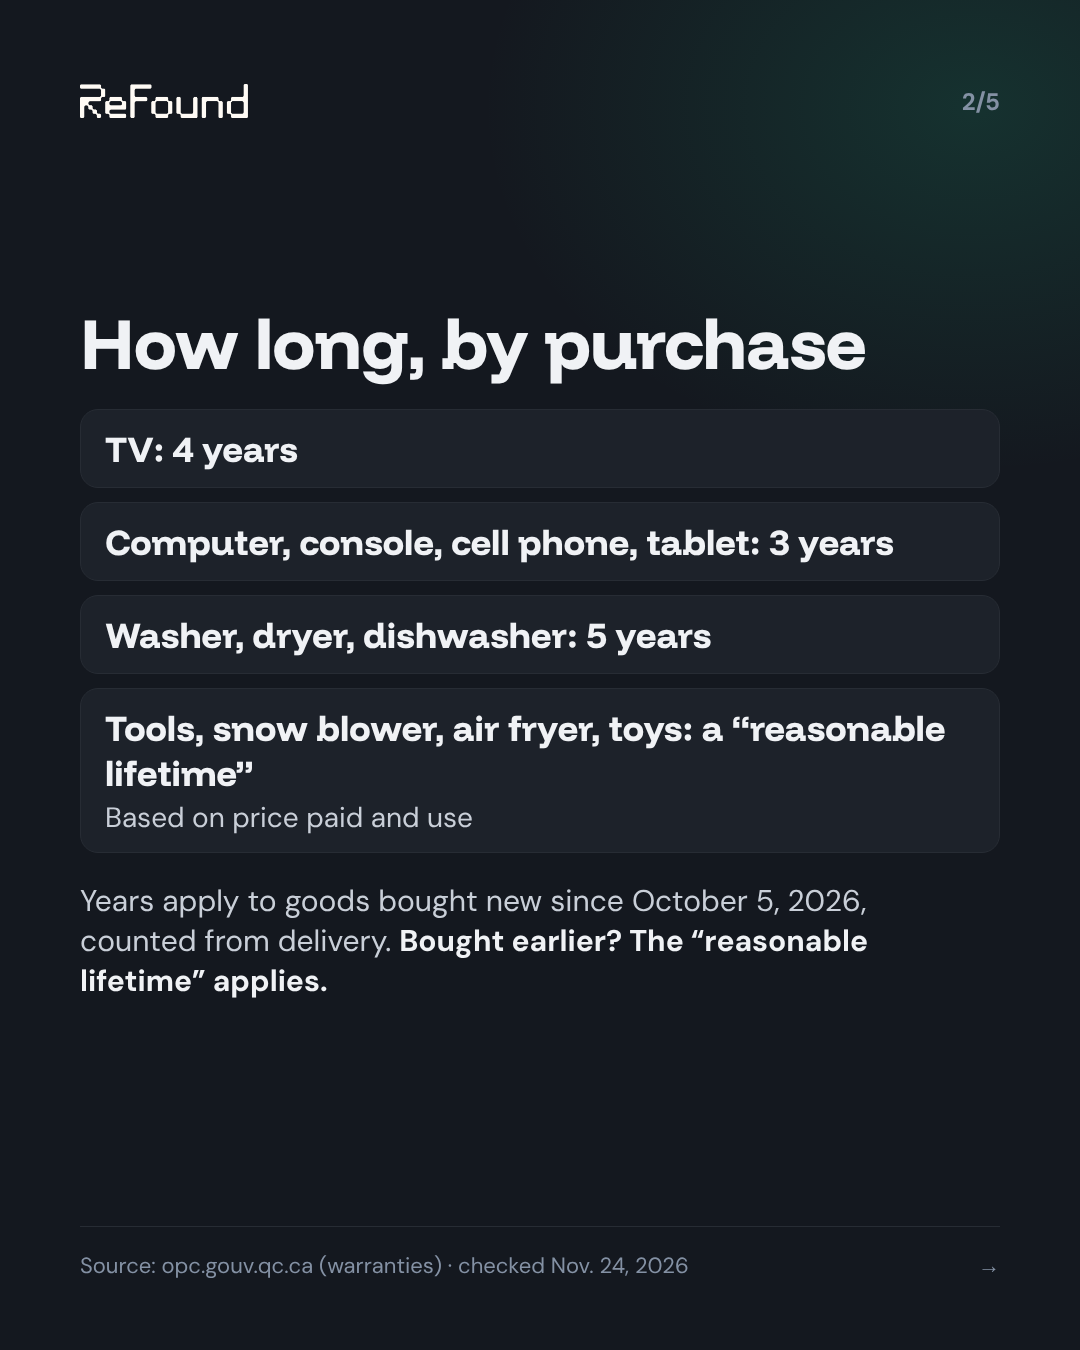 ReFound
2/5
How long, by purchase
TV: 4 years
Computer, console, cell phone, tablet: 3 years
Washer, dryer, dishwasher: 5 years
Tools, snow blower, air fryer, toys: a “reasonable
lifetime”
Based on price paid and use
Years apply to goods bought new since October 5, 2026,
counted from delivery. Bought earlier? The “reasonable
lifetime” applies.
Source: opc.gouv.qc.ca (warranties) · checked Nov. 24, 2026 →